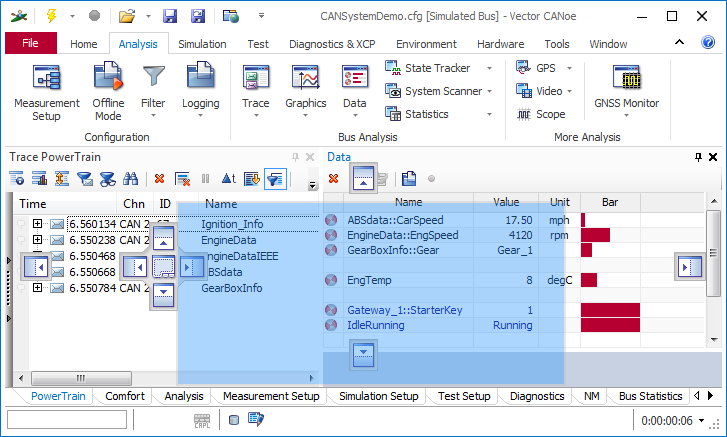 CANSystemDemo.cfg [Simulated Bus] - Vector CANoe
File Home Analysis Simulation Test Diagnostics & XCP Environment Hardware Tools Window
Measurement Setup
Offline Mode
Filter
Logging
Configuration
Trace
Graphics
Data
State Tracker
System Scanner
Statistics
Bus Analysis
GPS
Video
Scope
GNSS Monitor
More Analysis
Trace PowerTrain
Time Chn ID Name
6.560134 CAN 2 Ignition_Info
6.550238 CAN 2 EngineData
6.550468 ngineDataIEEE
6.550668 BSdata
6.550784 CAN 2 GearBoxInfo
Data
Name Value Unit Bar
ABSdata::CarSpeed 17.50 mph
EngineData::EngSpeed 4120 rpm
GearBoxInfo::Gear Gear_1
EngTemp 8 degC
Gateway_1::StarterKey 1
IdleRunning Running
PowerTrain Comfort Analysis Measurement Setup Simulation Setup Test Setup Diagnostics NM Bus Statistics
CAPL 0:00:00:06